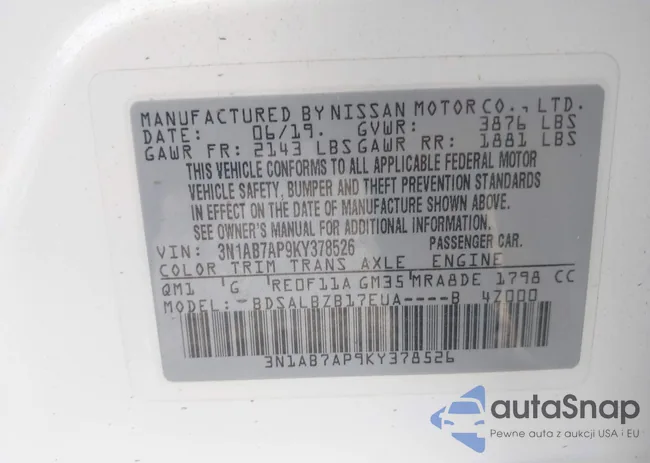 MANUFACTURED BY NISSAN MOTOR CO., LTD.
DATE: 06/19. GVWR: 3876 LBS
GAWR FR: 2143 LBS GAWR RR: 1881 LBS
THIS VEHICLE CONFORMS TO ALL APPLICABLE FEDERAL MOTOR
VEHICLE SAFETY, BUMPER AND THEFT PREVENTION STANDARDS
IN EFFECT ON THE DATE OF MANUFACTURE SHOWN ABOVE.
SEE OWNER'S MANUAL FOR ADDITIONAL INFORMATION.
VIN: 3N1AB7AP9KY378526 PASSENGER CAR.
COLOR TRIM TRANS AXLE ENGINE
QM1 G RE0F11A GM35 MRA8DE 1798 CC
MODEL: -BDSALBZB17EUA----B 4Z000
3N1AB7AP9KY378526
autoSnap
Pewne auta z aukcji USA i EU